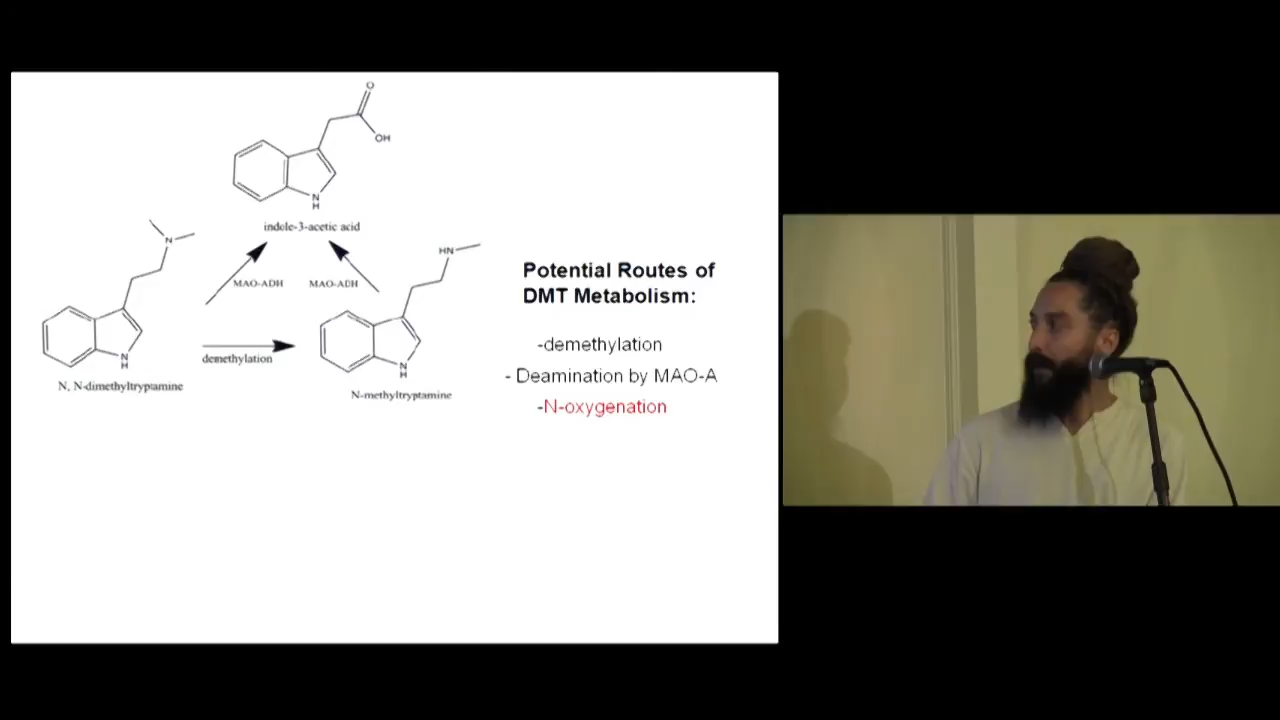 O
OH
N
H
indole-3-acetic acid
N
HN
MAO-ADH
MAO-ADH
Potential Routes of
DMT Metabolism:
-demethylation
- Deamination by MAO-A
-N-oxygenation
demethylation
N
H
N
H
N, N-dimethyltryptamine
N-methyltryptamine